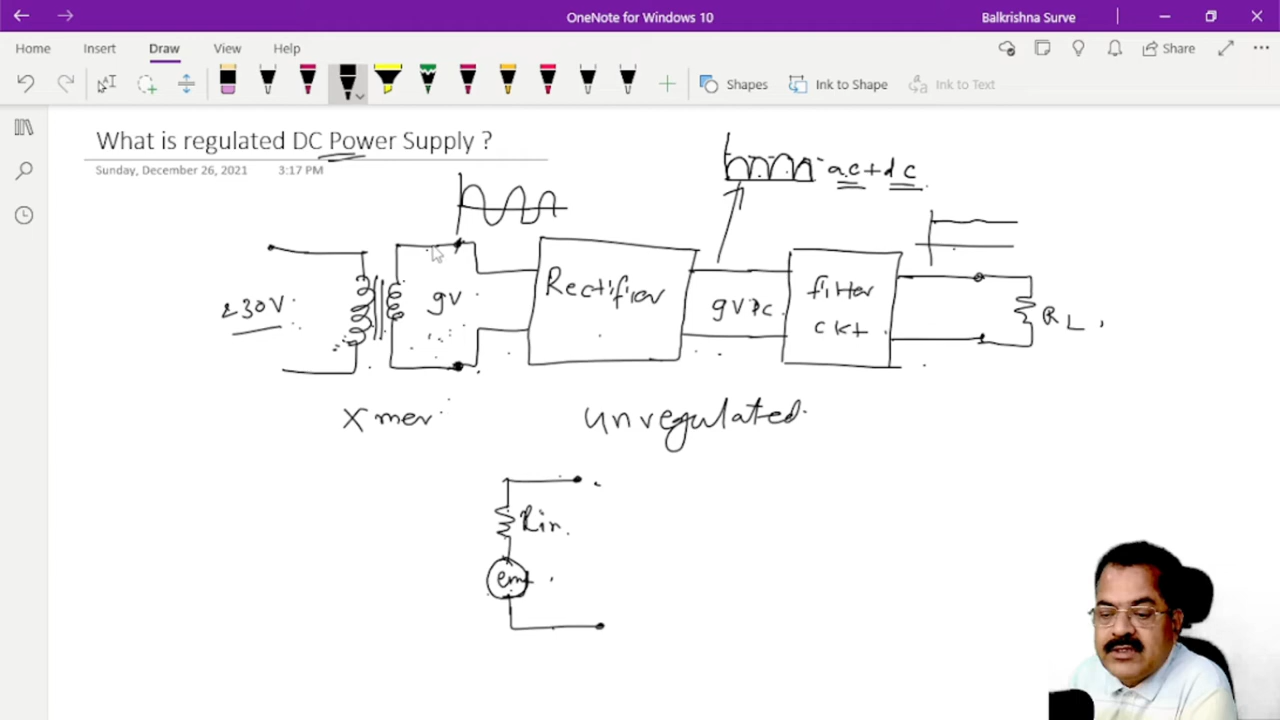 OneNote for Windows 10
Balkrishna Surve
Home Insert Draw View Help
Share
Shapes
Ink to Shape
Ink to Text
What is regulated DC Power Supply ?
Sunday, December 26, 2021 3:17 PM
ac+dc
230V
9V
Rectifier
9V DC
filter
ckt
RL
Xmer
unregulated
Rin
emf